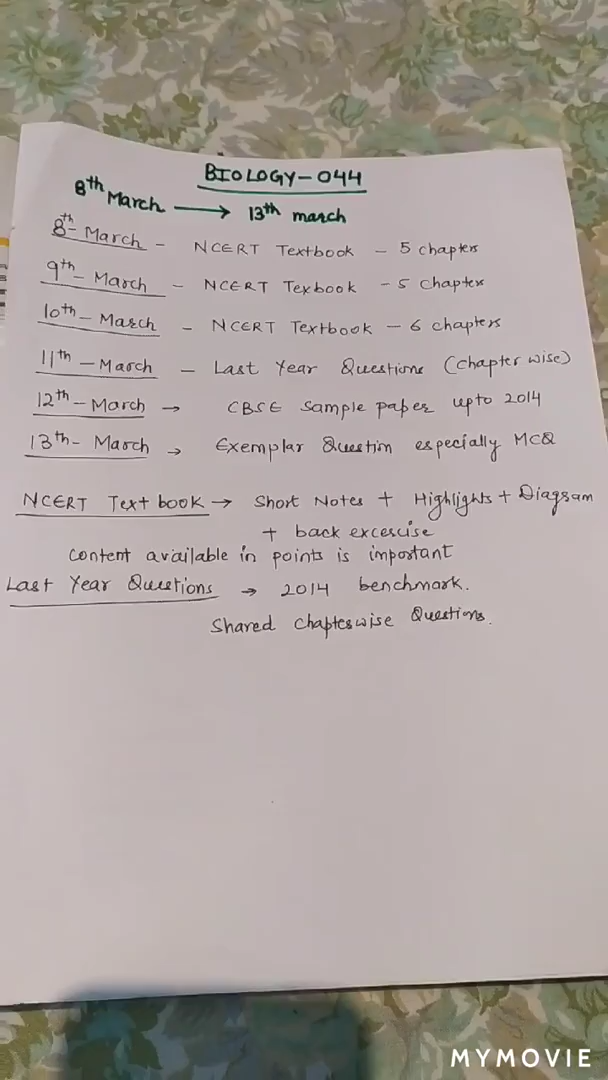 BIOLOGY-044
8th March → 13th march
8th- March - NCERT Textbook - 5 chapters
9th- March - NCERT Texbook - 5 chapters
10th - March - NCERT Textbook - 6 chapters
11th - March - Last Year Questions (chapter wise)
12th - March → CBSE sample paper upto 2014
13th- March → Exemplar Question especially MCQ
NCERT Text book → Short Notes + Highlights + Diagram
+ back excescise
content available in points is important
Last Year Questions → 2014 benchmark.
Shared Chapterswise Questions.
MYMOVIE